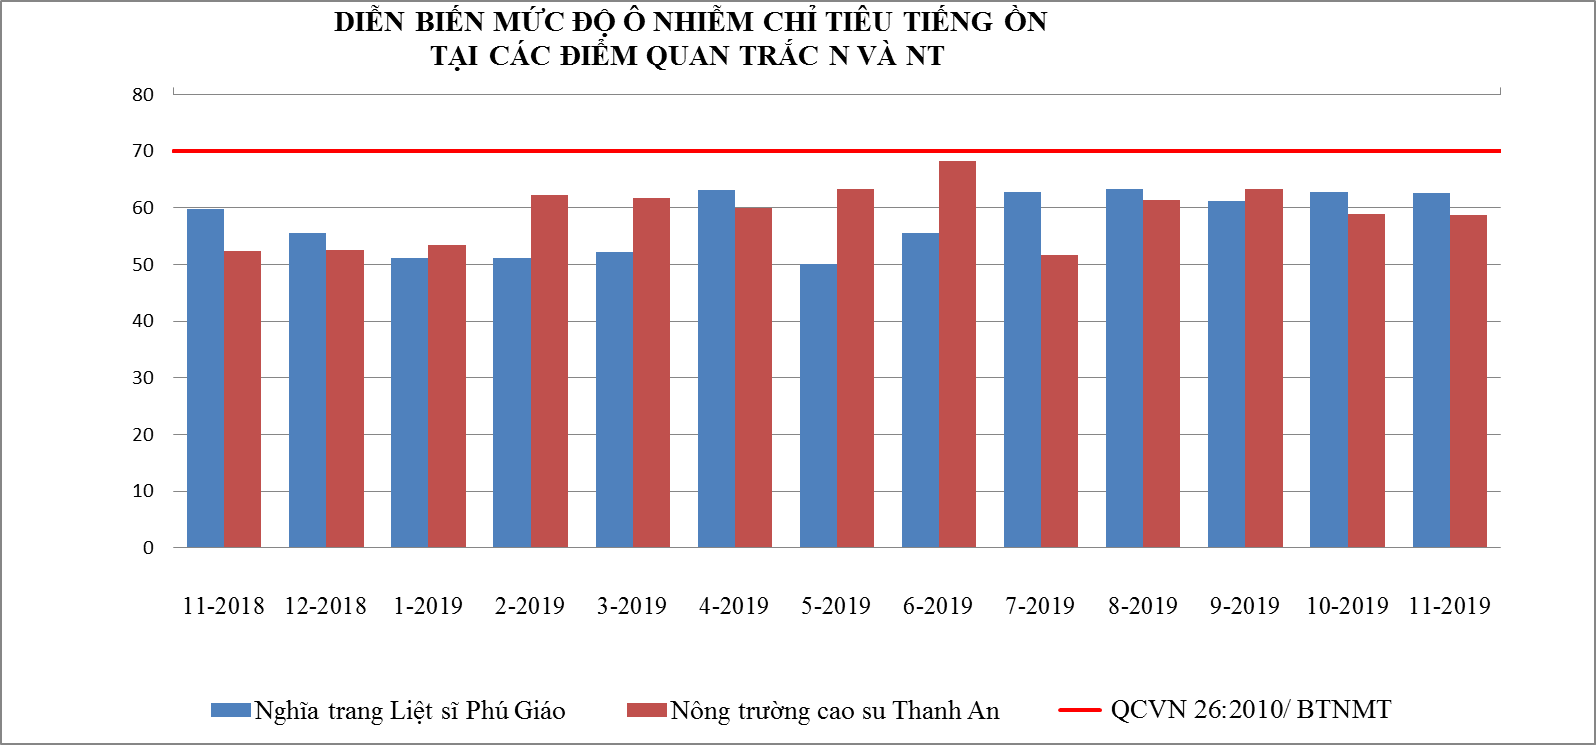 DIỄN BIẾN MỨC ĐỘ Ô NHIỄM CHỈ TIÊU TIẾNG ỒN
TẠI CÁC ĐIỂM QUAN TRẮC N VÀ NT
80
70
60
50
40
30
20
10
0
11-2018 12-2018 1-2019 2-2019 3-2019 4-2019 5-2019 6-2019 7-2019 8-2019 9-2019 10-2019 11-2019
Nghĩa trang Liệt sĩ Phú Giáo Nông trường cao su Thanh An QCVN 26:2010/ BTNMT